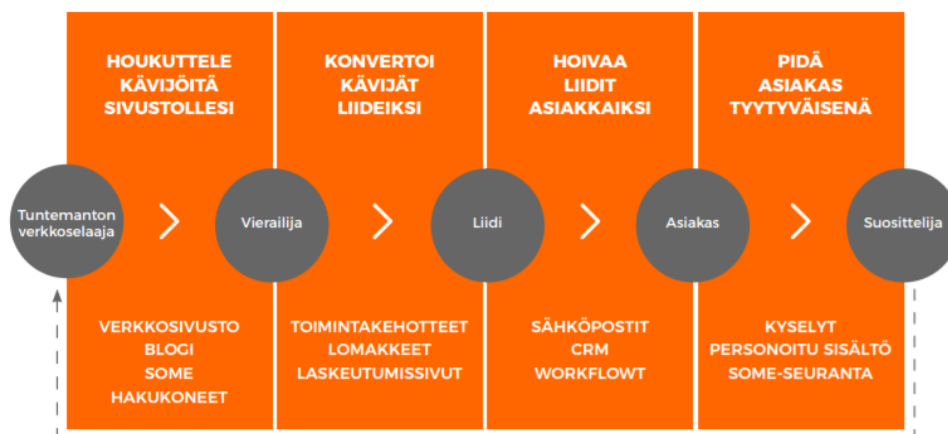 HOUKUTTELE
KÄVIJÖITÄ
SIVUSTOLLESI
KONVERTOI
KÄVIJÄT
LIIDEIKSI
HOIVAA
LIIDIT
ASIAKKAIKSI
PIDÄ
ASIAKAS
TYYTYVÄISENÄ
Tuntemanton
verkkoselaaja
Vierailija
Liidi
Asiakas
Suosittelija
VERKKOSIVUSTO
BLOGI
SOME
HAKUKONEET
TOIMINTAKEHOTTEET
LOMAKKEET
LASKEUTUMISSIVUT
SÄHKÖPOSTIT
CRM
WORKFLOWT
KYSELYT
PERSONOITU SISÄLTÖ
SOME-SEURANTA